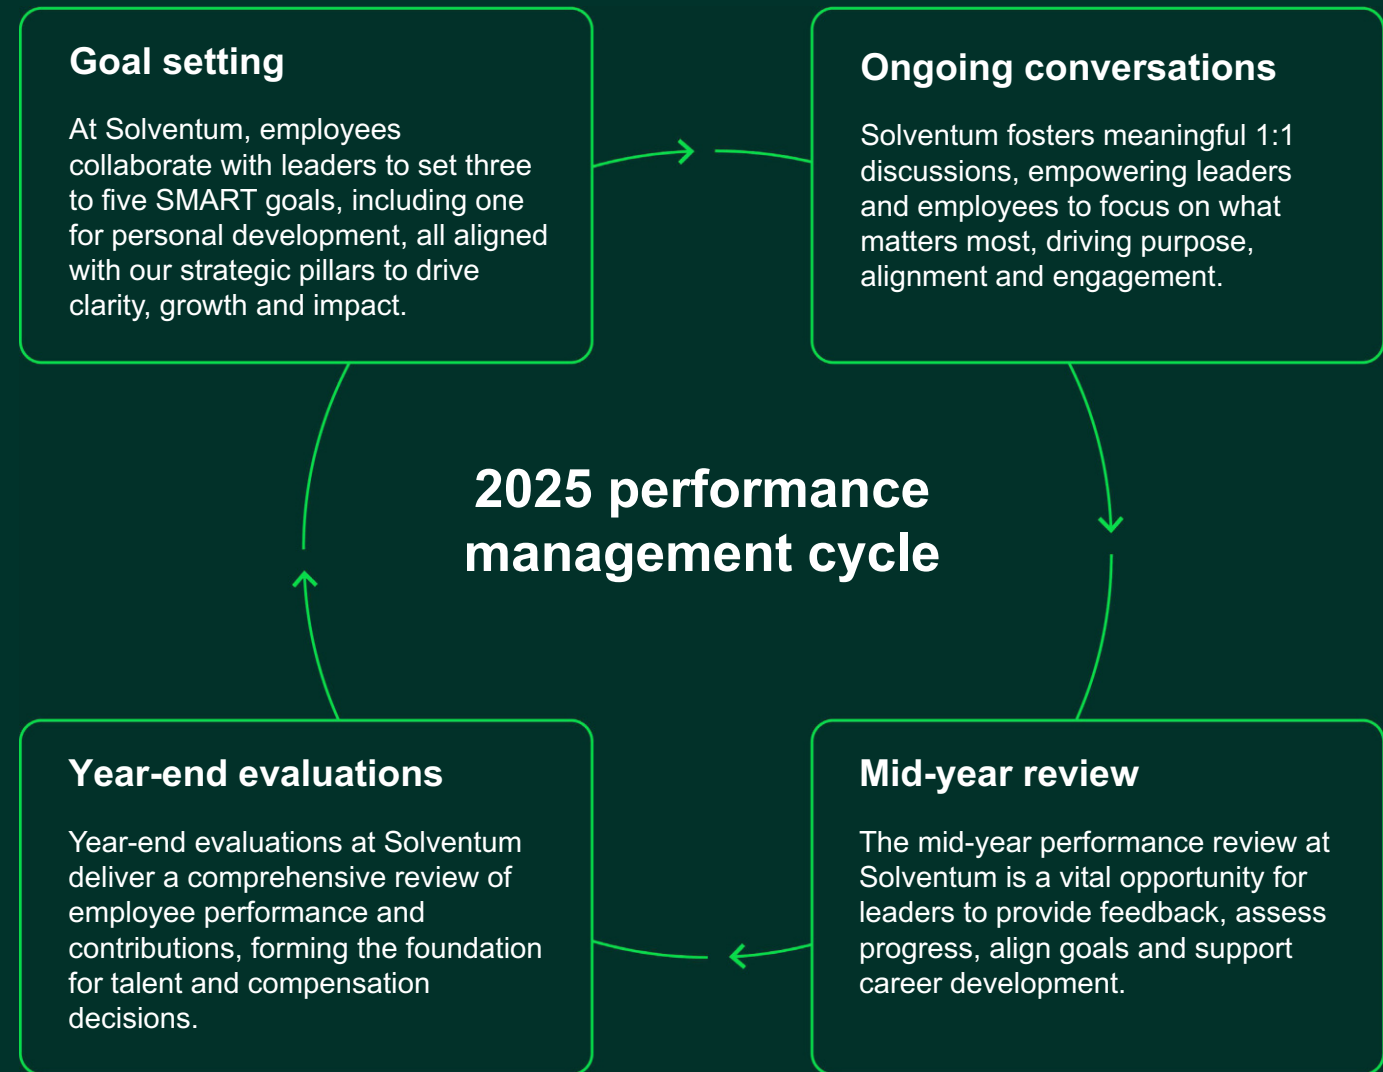 Goal setting
At Solventum, employees
collaborate with leaders to set three
to five SMART goals, including one
for personal development, all aligned
with our strategic pillars to drive
clarity, growth and impact.
Ongoing conversations
Solventum fosters meaningful 1:1
discussions, empowering leaders
and employees to focus on what
matters most, driving purpose,
alignment and engagement.
2025 performance
management cycle
Year-end evaluations
Year-end evaluations at Solventum
deliver a comprehensive review of
employee performance and
contributions, forming the foundation
for talent and compensation
decisions.
Mid-year review
The mid-year performance review at
Solventum is a vital opportunity for
leaders to provide feedback, assess
progress, align goals and support
career development.